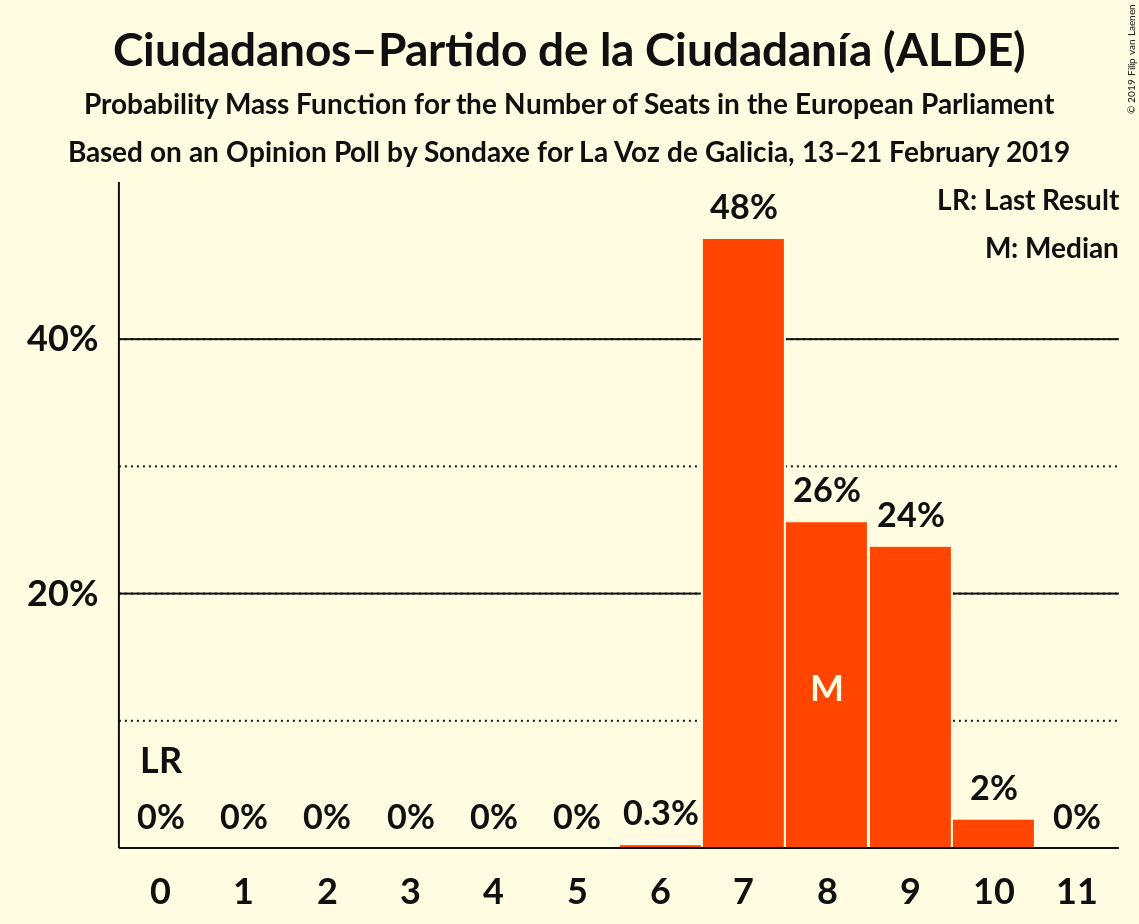 Ciudadanos–Partido de la Ciudadanía (ALDE)
Probability Mass Function for the Number of Seats in the European Parliament
Based on an Opinion Poll by Sondaxe for La Voz de Galicia, 13–21 February 2019
© 2019 Filip van Laenen
LR: Last Result
M: Median
48%
40%
26%
24%
20%
M
LR
0% 0% 0% 0% 0% 0% 0.3% 2% 0%
0 1 2 3 4 5 6 7 8 9 10 11